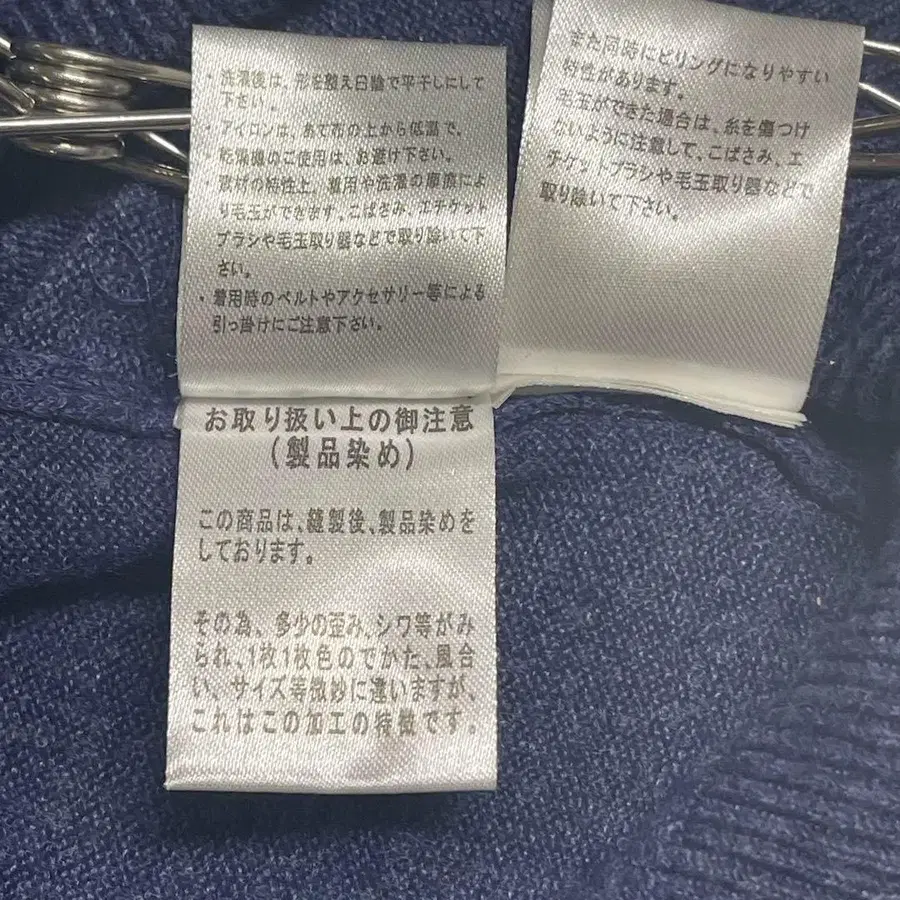 ・洗濯後は、形を整え日陰で平干しにして
下さい。
・アイロンは、あて布の上から低温で。
・乾燥機のご使用は、お避け下さい。
・素材の特性上、着用や洗濯の摩擦によ
り毛玉ができます。こばさみ、エチケット
ブラシや毛玉取り器などで取り除いて下
さい。
・着用時のベルトやアクセサリー等による
引っ掛けにご注意下さい。
また同時にピリングになりやすい
特性があります。
毛玉ができた場合は、糸を傷つけ
ないように注意して、こばさみ、エ
チケットブラシや毛玉取り器などで
取り除いて下さい。
お取り扱い上の御注意
(製品染め)
この商品は、縫製後、製品染めを
しております。
その為、多少の歪み、シワ等がみ
られ、1枚1枚色のでかた、風合
い、サイズ等微妙に違いますが、
これはこの加工の特徴です。